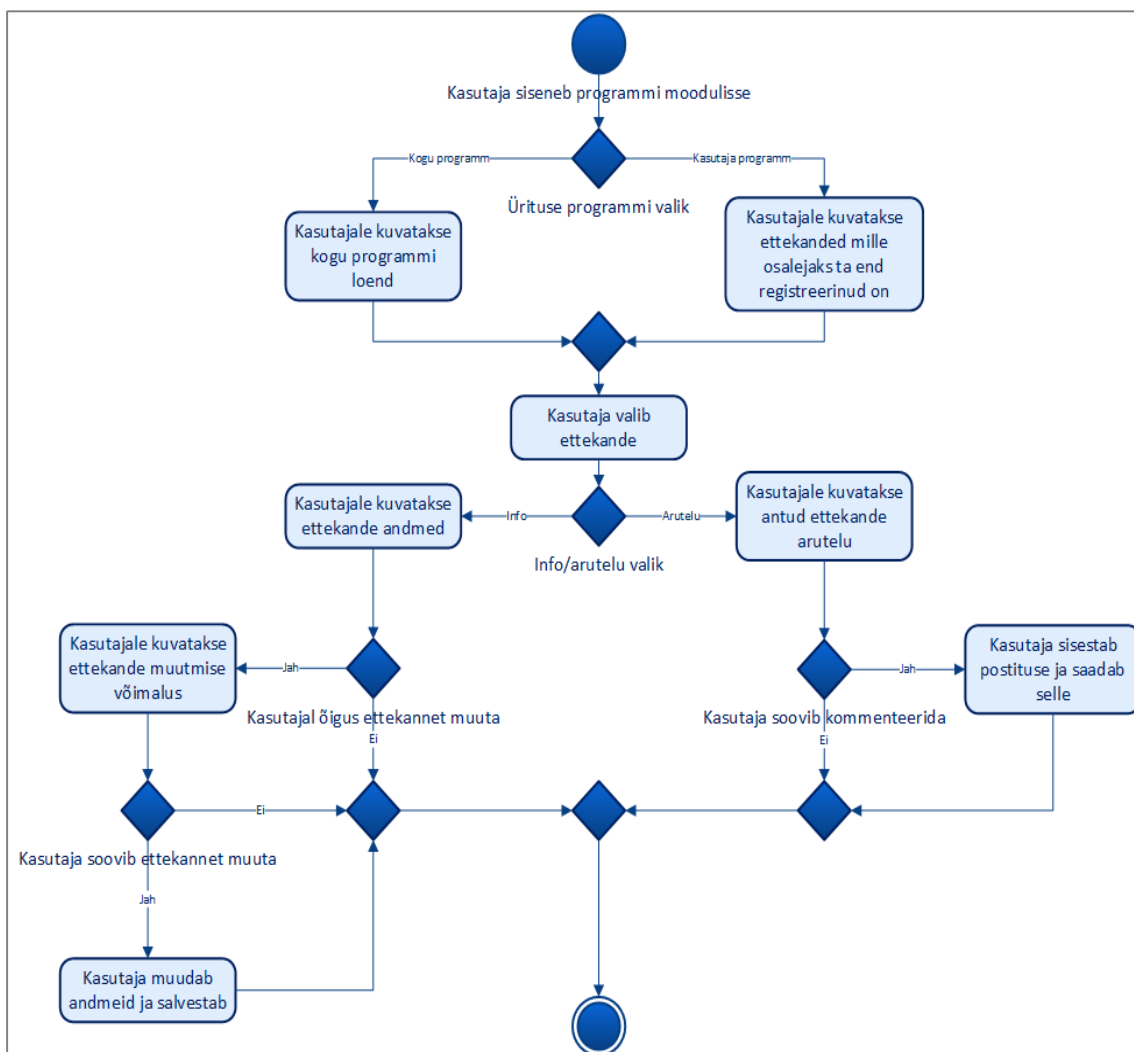 Kasutaja siseneb programmi moodulisse
Kogu programm
Kasutaja programm
Ürituse programmi valik
Kasutajale kuvatakse
kogu programmi
loend
Kasutajale kuvatakse
ettekanded mille
osalejaks ta end
registreerinud on
Kasutaja valib
ettekande
Kasutajale kuvatakse
ettekande andmed
Info
Arutelu
Kasutajale kuvatakse
antud ettekande
arutelu
Info/arutelu valik
Kasutajale kuvatakse
ettekande muutmise
võimalus
Jah
Kasutajal õigus ettekannet muuta
Ei
Jah
Kasutaja sisestab
postituse ja saadab
selle
Kasutaja soovib kommenteerida
Ei
Ei
Kasutaja soovib ettekannet muuta
Jah
Kasutaja muudab
andmeid ja salvestab